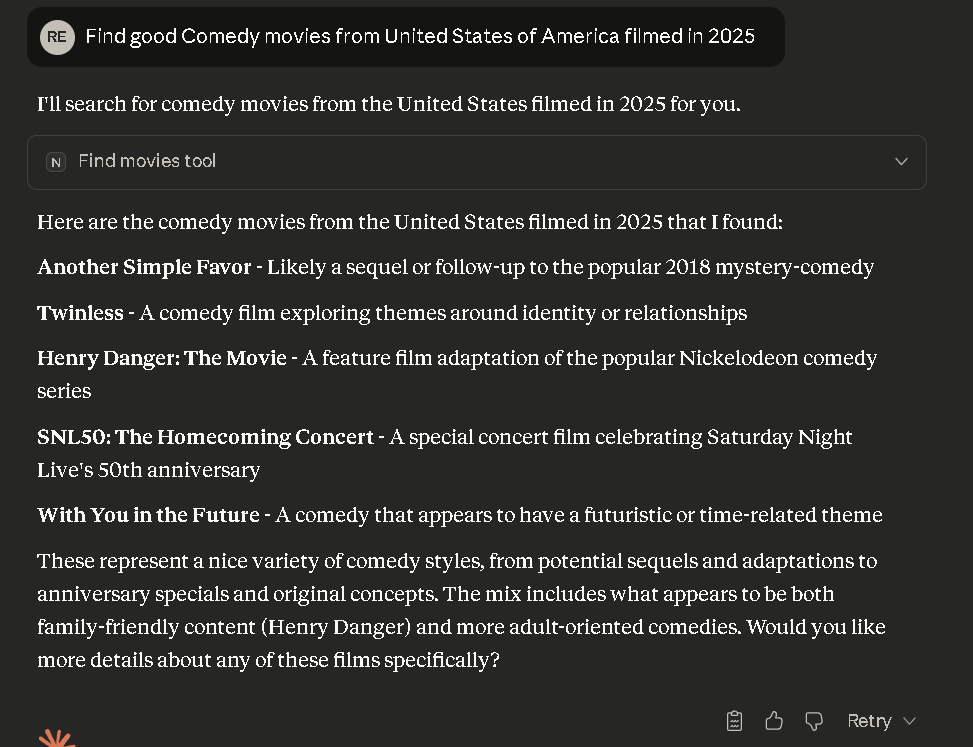 RE Find good Comedy movies from United States of America filmed in 2025
I'll search for comedy movies from the United States filmed in 2025 for you.
N Find movies tool
Here are the comedy movies from the United States filmed in 2025 that I found:
Another Simple Favor - Likely a sequel or follow-up to the popular 2018 mystery-comedy
Twinless - A comedy film exploring themes around identity or relationships
Henry Danger: The Movie - A feature film adaptation of the popular Nickelodeon comedy
series
SNL50: The Homecoming Concert - A special concert film celebrating Saturday Night
Live's 50th anniversary
With You in the Future - A comedy that appears to have a futuristic or time-related theme
These represent a nice variety of comedy styles, from potential sequels and adaptations to
anniversary specials and original concepts. The mix includes what appears to be both
family-friendly content (Henry Danger) and more adult-oriented comedies. Would you like
more details about any of these films specifically?
Retry